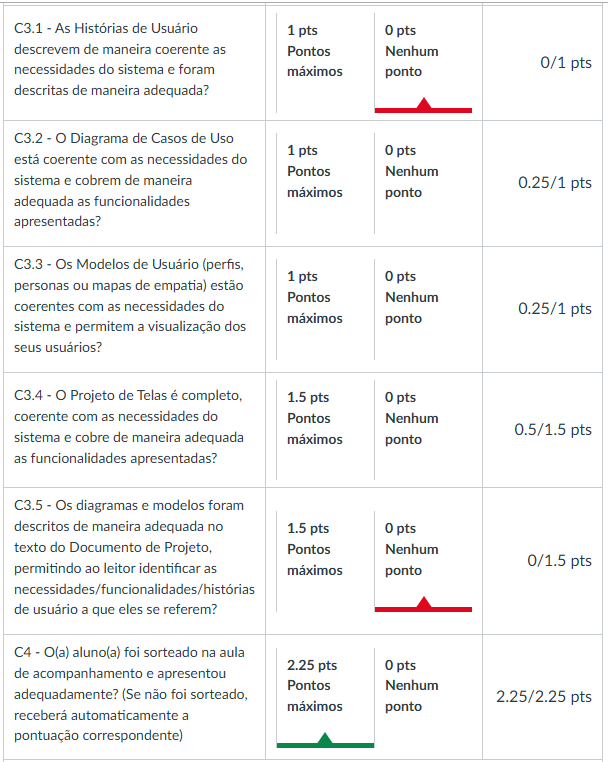 C3.1 - As Histórias de Usuário
descrevem de maneira coerente as
necessidades do sistema e foram
descritas de maneira adequada?
1 pts
Pontos
máximos
0 pts
Nenhum
ponto
0/1 pts
C3.2 - O Diagrama de Casos de Uso
está coerente com as necessidades do
sistema e cobrem de maneira
adequada as funcionalidades
apresentadas?
1 pts
Pontos
máximos
0 pts
Nenhum
ponto
0.25/1 pts
C3.3 - Os Modelos de Usuário (perfis,
personas ou mapas de empatia) estão
coerentes com as necessidades do
sistema e permitem a visualização dos
seus usuários?
1 pts
Pontos
máximos
0 pts
Nenhum
ponto
0.25/1 pts
C3.4 - O Projeto de Telas é completo,
coerente com as necessidades do
sistema e cobre de maneira adequada
as funcionalidades apresentadas?
1.5 pts
Pontos
máximos
0 pts
Nenhum
ponto
0.5/1.5 pts
C3.5 - Os diagramas e modelos foram
descritos de maneira adequada no
texto do Documento de Projeto,
permitindo ao leitor identificar as
necessidades/funcionalidades/histórias
de usuário a que eles se referem?
1.5 pts
Pontos
máximos
0 pts
Nenhum
ponto
0/1.5 pts
C4 - O(a) aluno(a) foi sorteado na aula
de acompanhamento e apresentou
adequadamente? (Se não foi sorteado,
receberá automaticamente a
pontuação correspondente)
2.25 pts
Pontos
máximos
0 pts
Nenhum
ponto
2.25/2.25 pts